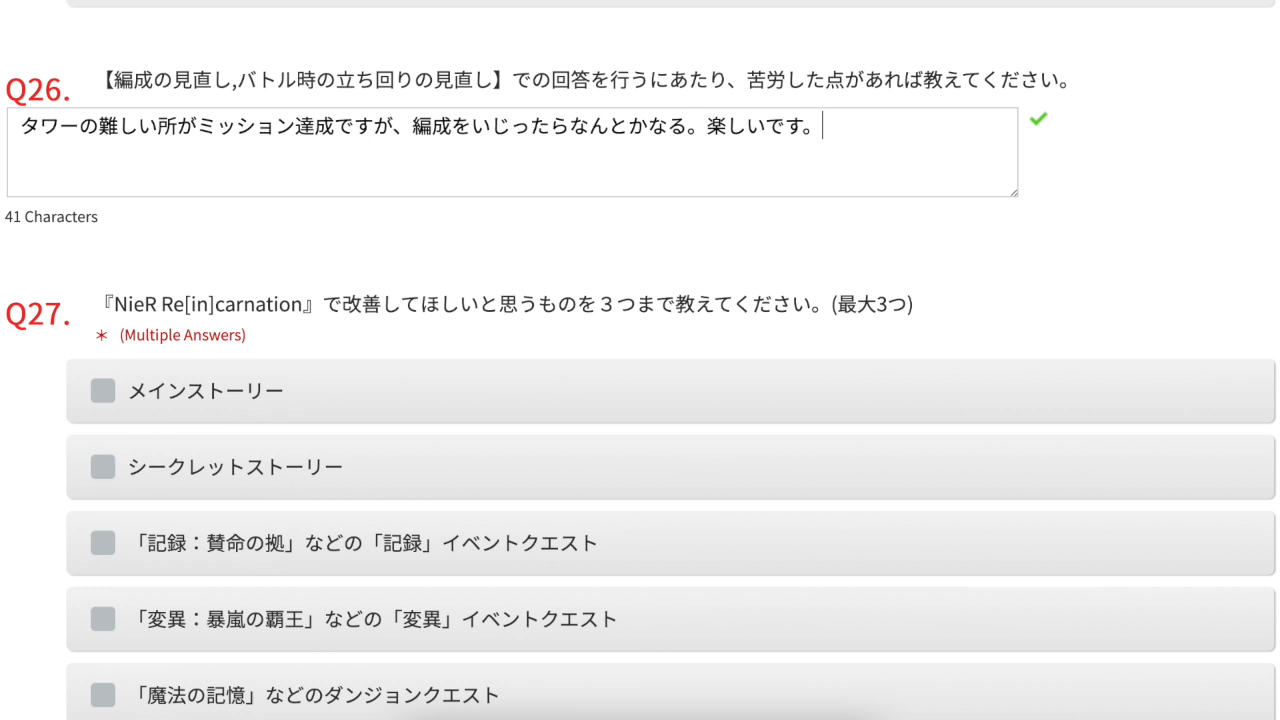 Q26.
【編成の見直し,バトル時の立ち回りの見直し】での回答を行うにあたり、苦労した点があれば教えてください。
タワーの難しい所がミッション達成ですが、編成をいじったらなんとかなる。楽しいです。
41 Characters
Q27.
『NieR Re[in]carnation』で改善してほしいと思うものを３つまで教えてください。(最大3つ)
＊ (Multiple Answers)
メインストーリー
シークレットストーリー
「記録：賛命の拠」などの「記録」イベントクエスト
「変異：暴嵐の覇王」などの「変異」イベントクエスト
「魔法の記憶」などのダンジョンクエスト